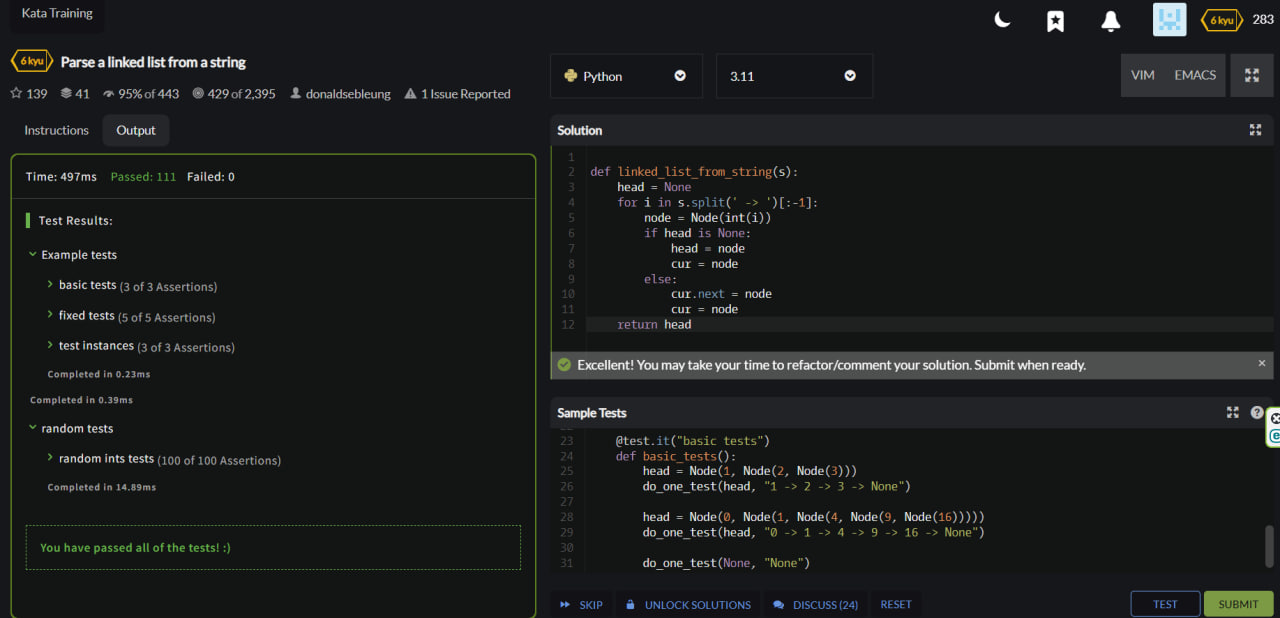 Kata Training
6 kyu 283
6 kyu Parse a linked list from a string
139 41 95% of 443 429 of 2,395 donaldsebleung 1 Issue Reported
Instructions Output
Time: 497ms Passed: 111 Failed: 0
Test Results:
Example tests
basic tests (3 of 3 Assertions)
fixed tests (5 of 5 Assertions)
test instances (3 of 3 Assertions)
Completed in 0.23ms
Completed in 0.39ms
random tests
random ints tests (100 of 100 Assertions)
Completed in 14.89ms
You have passed all of the tests! :)
Python 3.11 VIM EMACS
Solution
1
2 def linked_list_from_string(s):
3     head = None
4     for i in s.split(' -> ')[:-1]:
5         node = Node(int(i))
6         if head is None:
7             head = node
8             cur = node
9         else:
10             cur.next = node
11             cur = node
12     return head
Excellent! You may take your time to refactor/comment your solution. Submit when ready.
Sample Tests
22
23     @test.it("basic tests")
24     def basic_tests():
25         head = Node(1, Node(2, Node(3)))
26         do_one_test(head, "1 -> 2 -> 3 -> None")
27
28         head = Node(0, Node(1, Node(4, Node(9, Node(16)))))
29         do_one_test(head, "0 -> 1 -> 4 -> 9 -> 16 -> None")
30
31         do_one_test(None, "None")
SKIP UNLOCK SOLUTIONS DISCUSS (24) RESET TEST SUBMIT